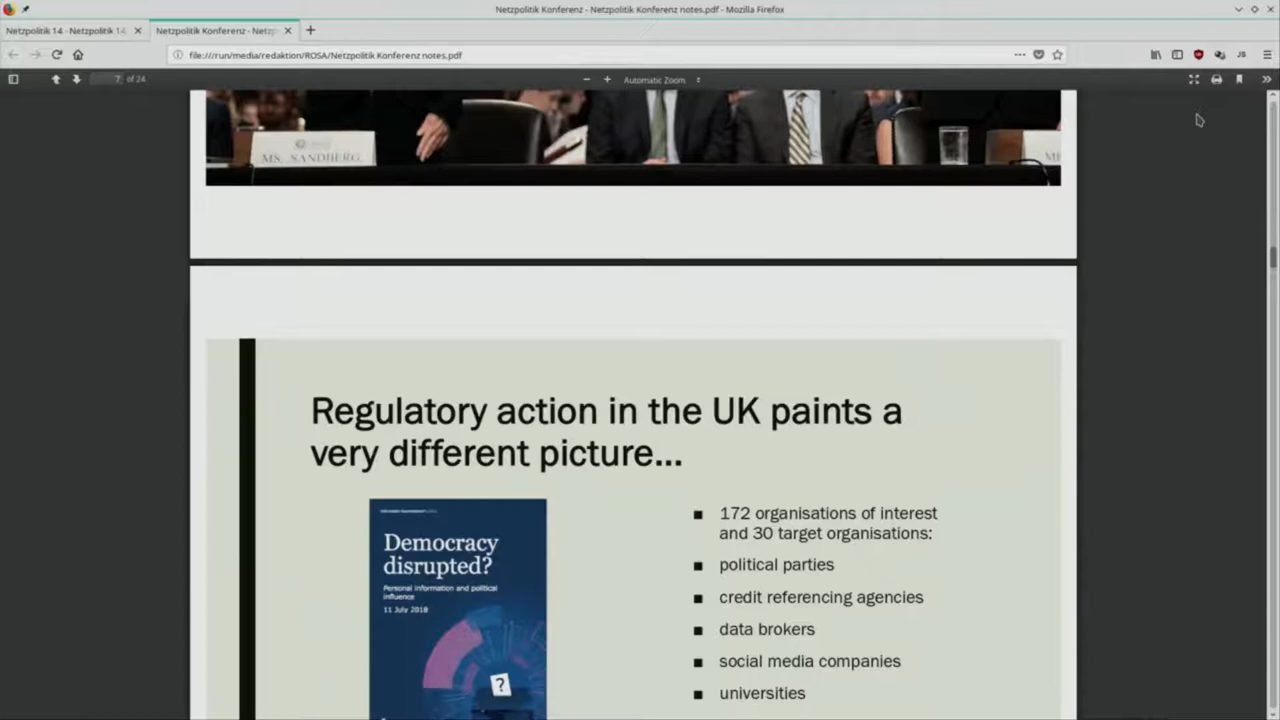 Netzpolitik Konferenz - Netzpolitik Konferenz notes.pdf - Mozilla Firefox
Netzpolitik 14 - Netzpolitik 14
Netzpolitik Konferenz - Netzp
file:///run/media/redaktion/ROSA/Netzpolitik Konferenz notes.pdf
7 of 24
Automatic Zoom
MS. SANDBERG
Regulatory action in the UK paints a
very different picture...
Democracy
disrupted?
Personal information and political
influence
11 July 2018
?
■ 172 organisations of interest
and 30 target organisations:
■ political parties
■ credit referencing agencies
■ data brokers
■ social media companies
■ universities